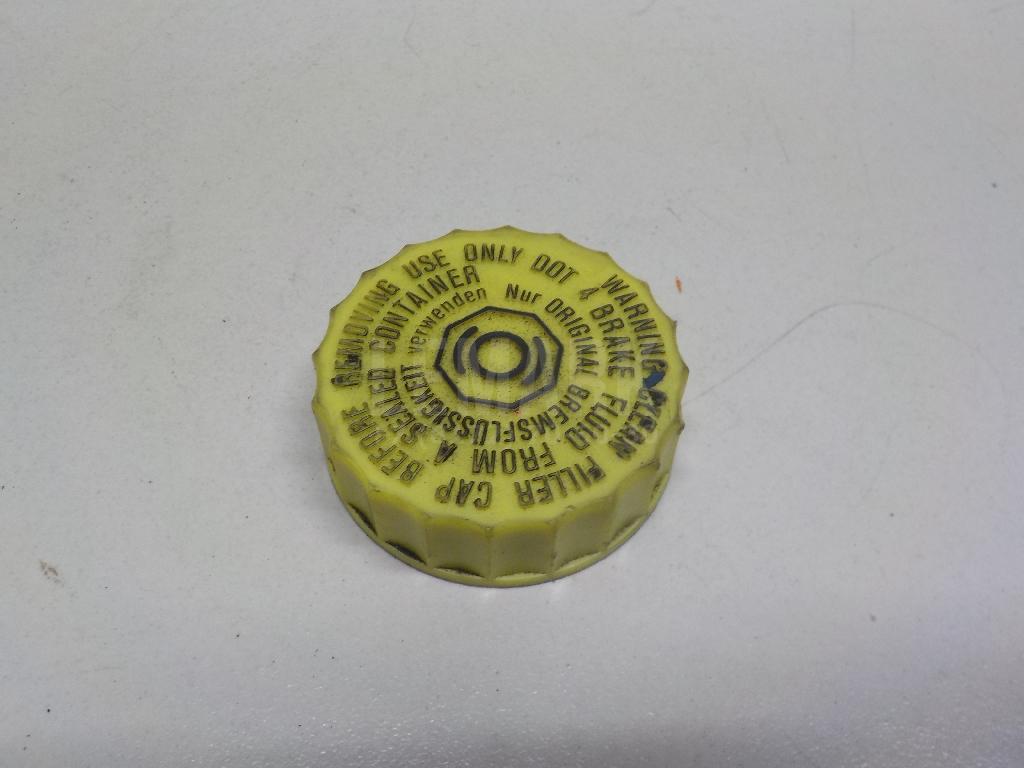 WARNING CLEAN FILLER CAP BEFORE REMOVING USE ONLY DOT
4 BRAKE FLUID FROM A SEALED CONTAINER
Nur ORIGINAL BREMSFLÜSSIGKEIT verwenden